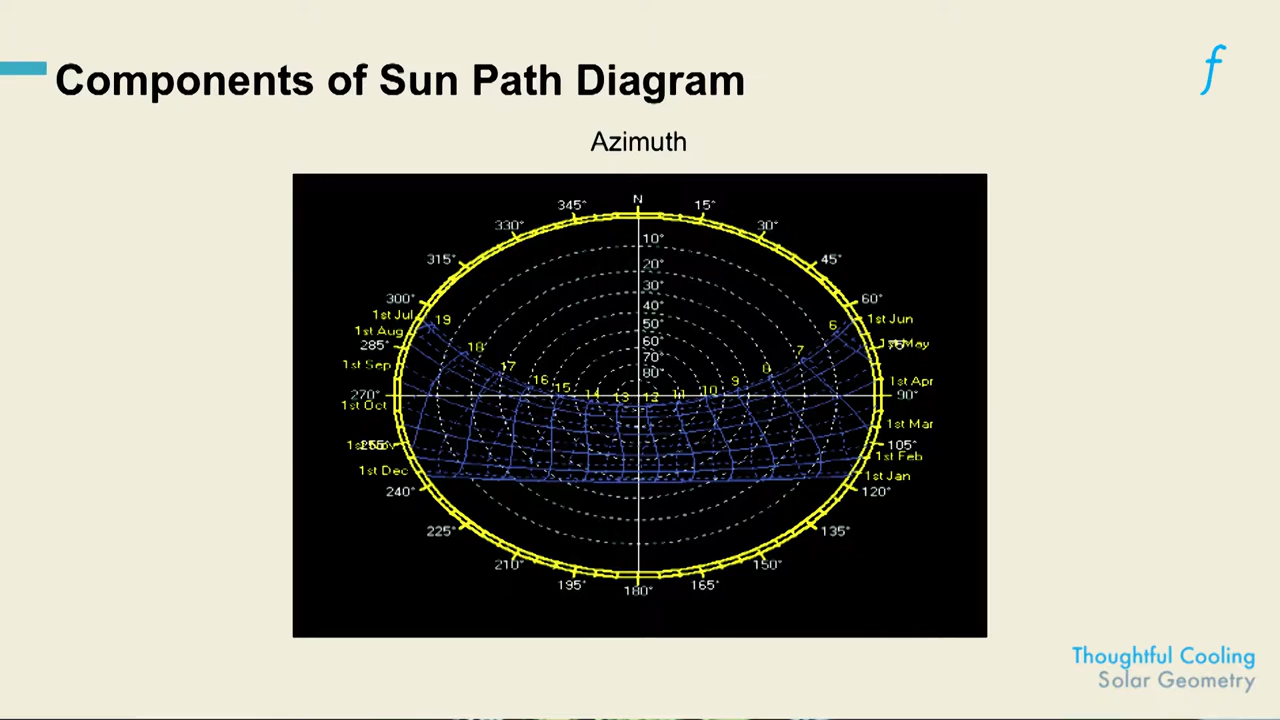 Components of Sun Path Diagram
f
Azimuth
N
345° 15°
330° 30°
10°
315° 45°
20°
30°
300° 60°
40°
1st Jul 19 6 1st Jun
50°
1st Aug
285° 60° 75° 1st May
18 7
70°
1st Sep 17 8
80°
16 9 1st Apr
15 14 13 12 11 10
270° 90°
1st Oct
1st Mar
255° 1st Nov 105°
1st Feb
1st Dec 1st Jan
240° 120°
225° 135°
210° 150°
195° 165°
180°
Thoughtful Cooling
Solar Geometry